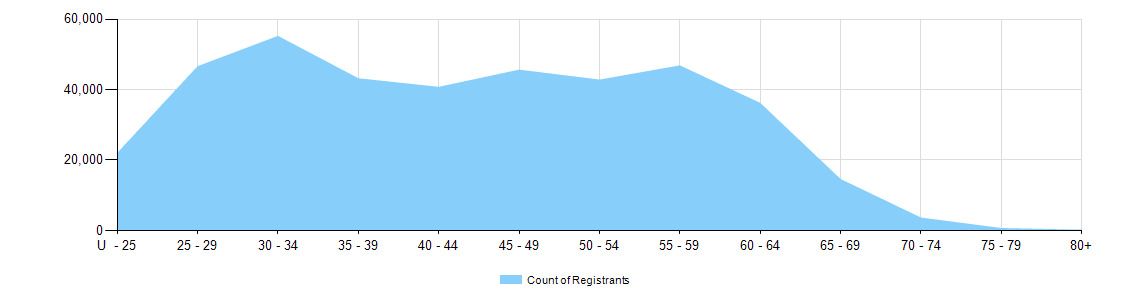 60,000
40,000
20,000
0
U - 25 25 - 29 30 - 34 35 - 39 40 - 44 45 - 49 50 - 54 55 - 59 60 - 64 65 - 69 70 - 74 75 - 79 80+
Count of Registrants